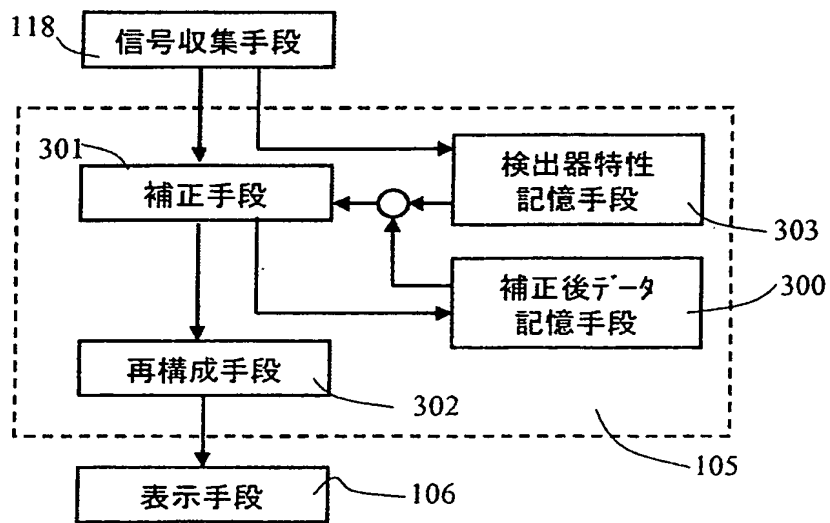 118
信号収集手段
301
補正手段
検出器特性
記憶手段
303
補正後データ
記憶手段
300
再構成手段
302
105
表示手段
106